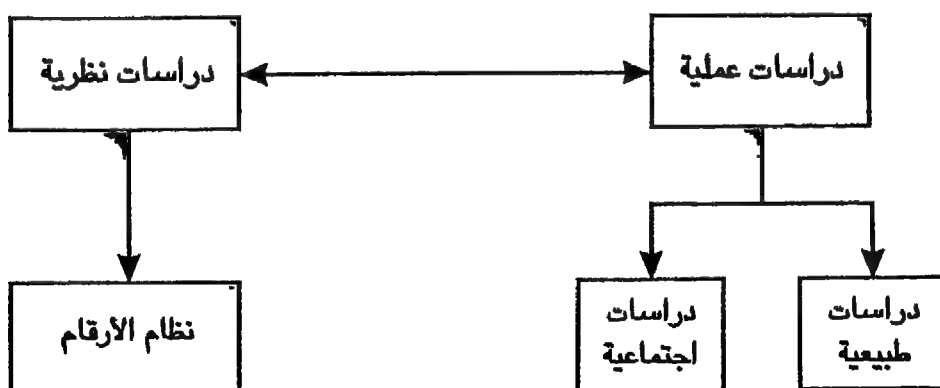 دراسات عملية
دراسات نظرية
دراسات
طبيعية
دراسات
اجتماعية
نظام الأرقام